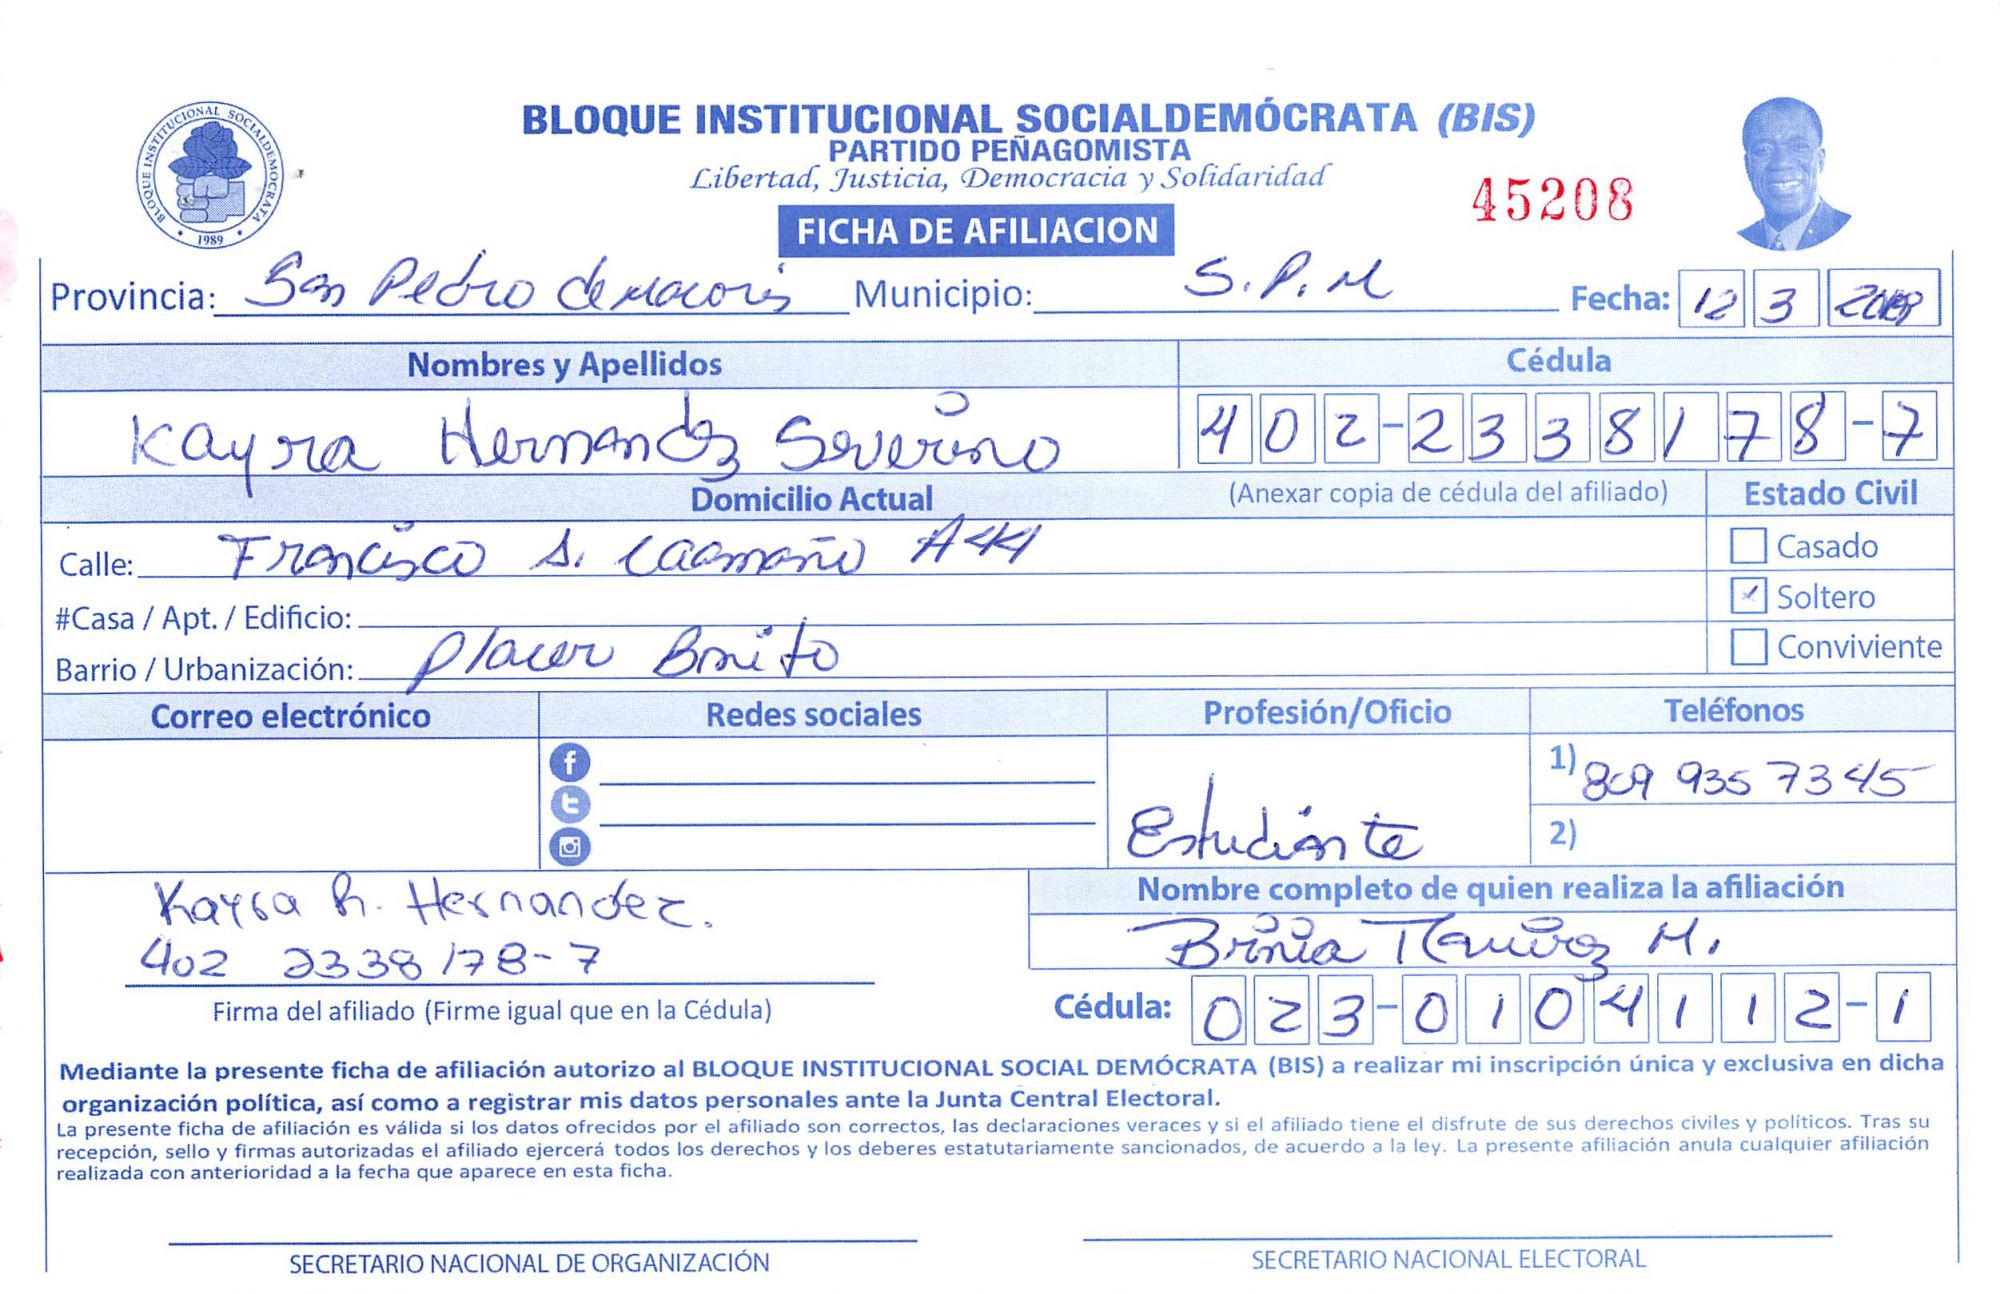 BLOQUE INSTITUCIONAL SOCIALDEMOCRATA
1989
BLOQUE INSTITUCIONAL SOCIALDEMÓCRATA (BIS)
PARTIDO PEÑAGOMISTA
Libertad, Justicia, Democracia y Solidaridad
45208
FICHA DE AFILIACION
Provincia: San Pedro de macoris Municipio: S.P.M Fecha: 12 3
Nombres y Apellidos Cédula
Kayra Hernandez Severino 402-2338178-7
Domicilio Actual (Anexar copia de cédula del afiliado) Estado Civil
Calle: Francisco A. Caamaño A44 Casado
#Casa / Apt. / Edificio: Soltero
Barrio / Urbanización: Placer Bonito Conviviente
Correo electrónico Redes sociales Profesión/Oficio Teléfonos
1) 809 935 7345
Estudiante 2)
Kayra R. Hernandez. Nombre completo de quien realiza la afiliación
402 2338178-7 Ramirez M.
Firma del afiliado (Firme igual que en la Cédula) Cédula: 023-0104112-1
Mediante la presente ficha de afiliación autorizo al BLOQUE INSTITUCIONAL SOCIAL DEMÓCRATA (BIS) a realizar mi inscripción única y exclusiva en dicha
organización política, así como a registrar mis datos personales ante la Junta Central Electoral.
La presente ficha de afiliación es válida si los datos ofrecidos por el afiliado son correctos, las declaraciones veraces y si el afiliado tiene el disfrute de sus derechos civiles y políticos. Tras su
recepción, sello y firmas autorizadas el afiliado ejercerá todos los derechos y los deberes estatutariamente sancionados, de acuerdo a la ley. La presente afiliación anula cualquier afiliación
realizada con anterioridad a la fecha que aparece en esta ficha.
SECRETARIO NACIONAL DE ORGANIZACIÓN SECRETARIO NACIONAL ELECTORAL